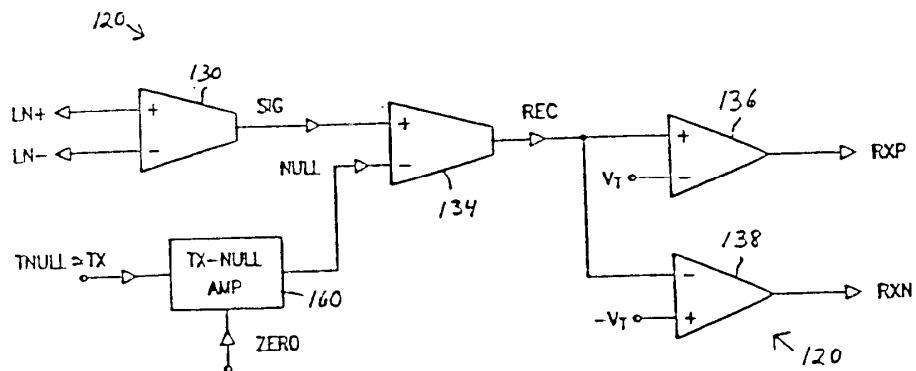 120
130
LN+
LN-
+
-
SIG
NULL
+
-
134
REC
136
+
-
VT
RXP
TNULL≃TX
TX-NULL
AMP
160
ZERO
138
-
+
-VT
RXN
120